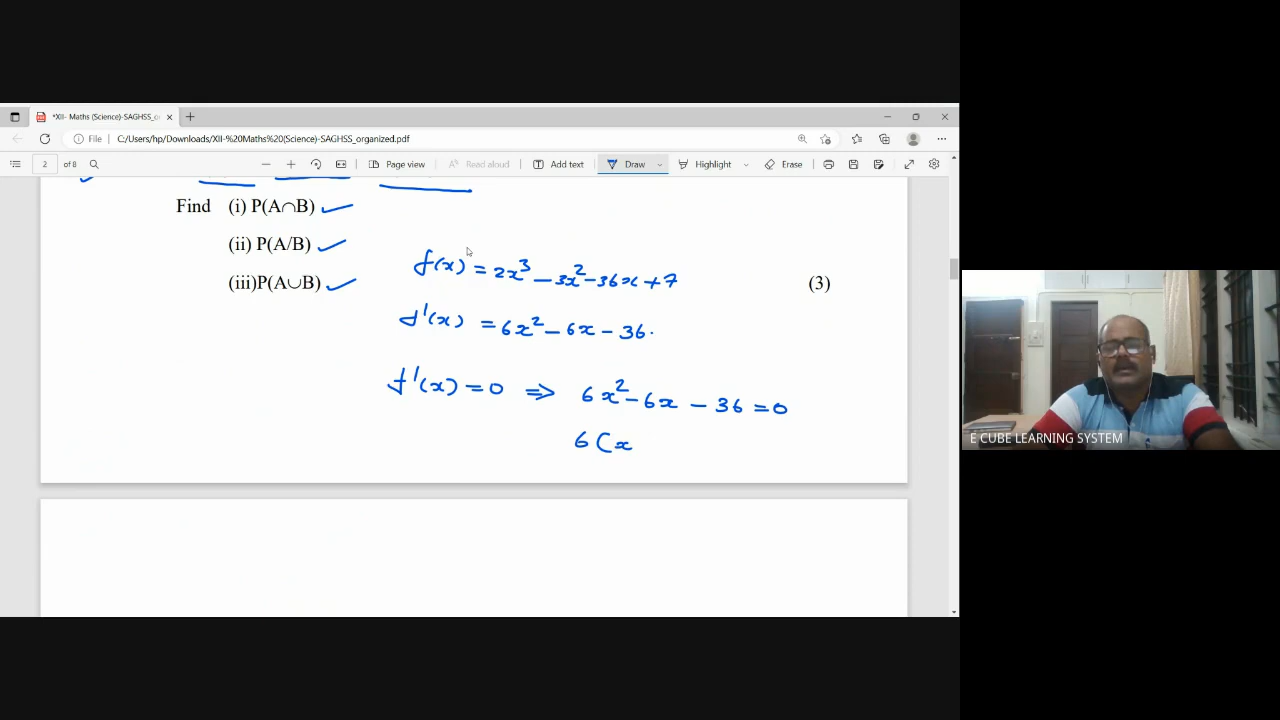 *XII- Maths (Science)-SAGHSS_or
File C:/Users/hp/Downloads/XII-%20Maths%20(Science)-SAGHSS_organized.pdf
2 of 8 Page view Read aloud Add text Draw Highlight Erase
Find (i) P(A∩B)
(ii) P(A/B)
f(x) = 2x³ - 3x² - 36x + 7
(iii)P(A∪B) (3)
f'(x) = 6x² - 6x - 36.
f'(x) = 0 ⇒ 6x² - 6x - 36 = 0
6 (x
E CUBE LEARNING SYSTEM